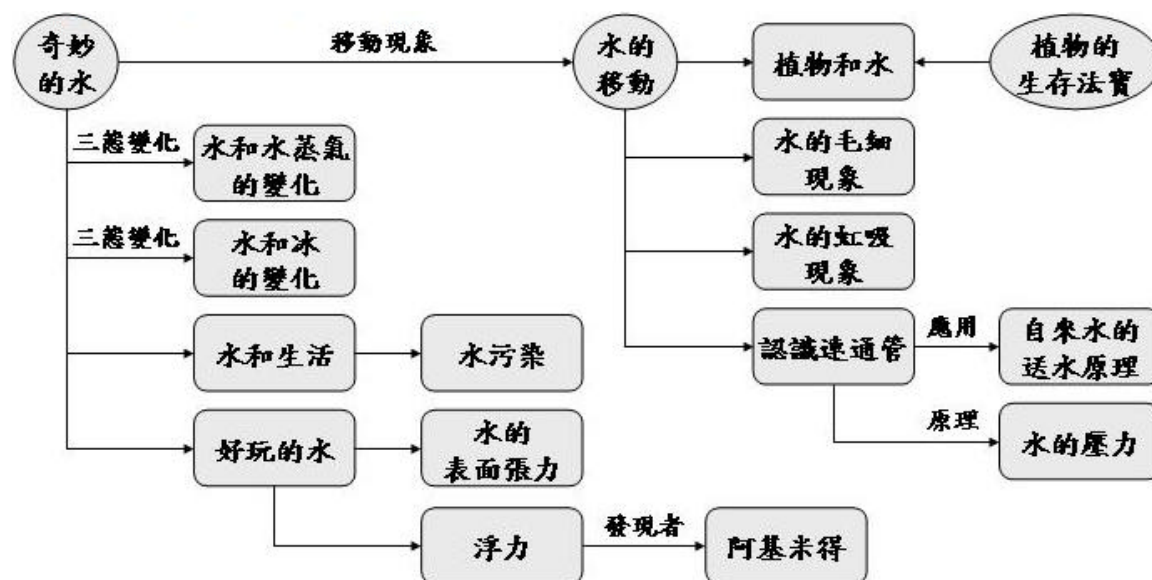 奇妙
的水
移動現象
水的
移動
植物和水
植物的
生存法寶
三態變化
水和水蒸氣
的變化
水的毛細
現象
三態變化
水和冰
的變化
水的虹吸
現象
水和生活
水污染
認識連通管
應用
自來水的
送水原理
好玩的水
水的
表面張力
原理
水的壓力
浮力
發現者
阿基米得